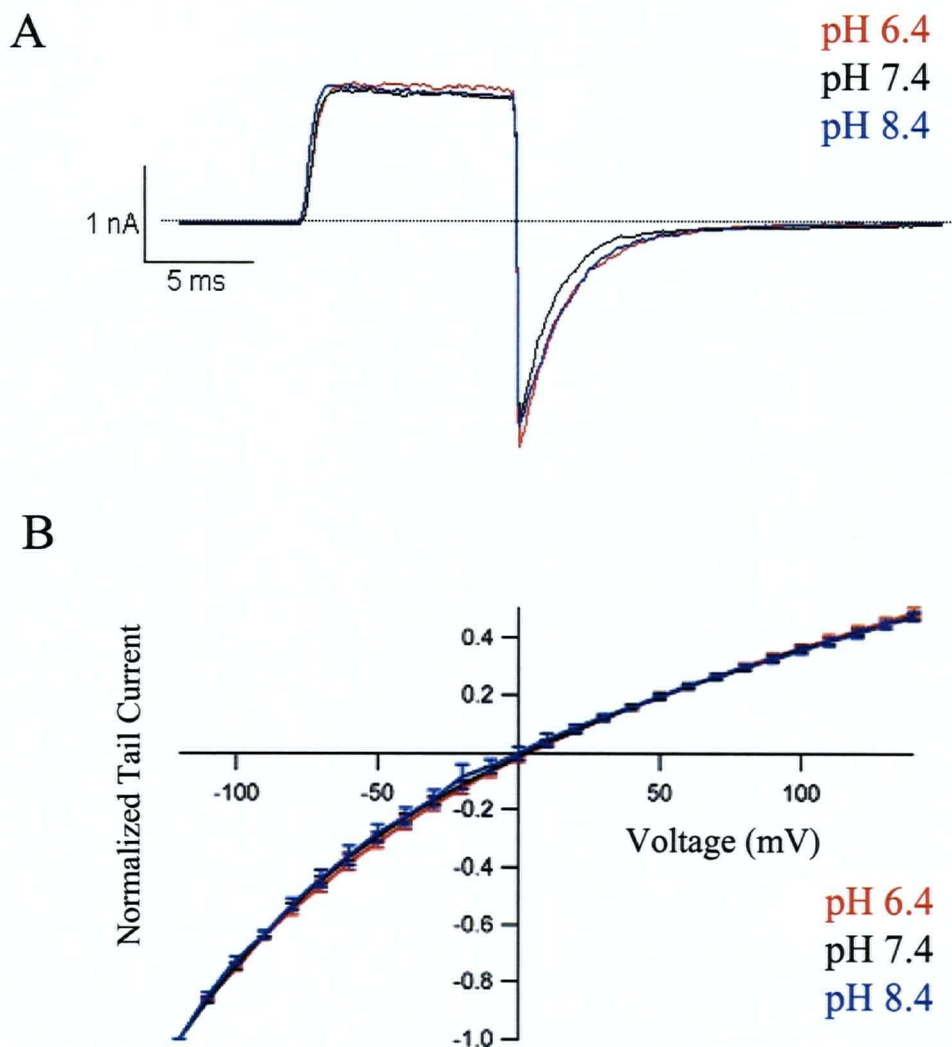 A
pH 6.4
pH 7.4
pH 8.4
1 nA
5 ms
B
Normalized Tail Current
0.4
0.2
-100
-50
50
100
-0.2
-0.4
-0.6
-0.8
-1.0
Voltage (mV)
pH 6.4
pH 7.4
pH 8.4